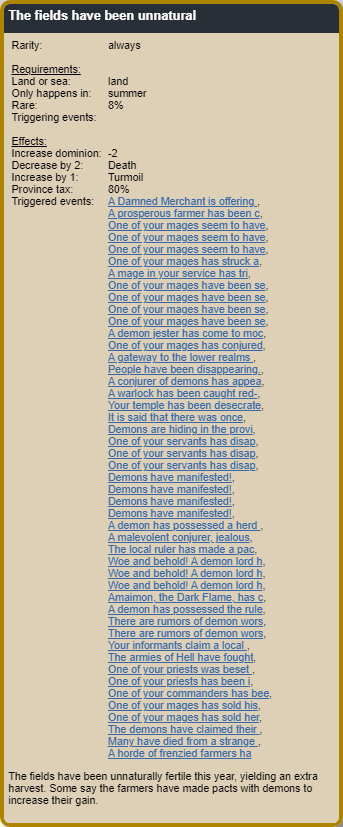 The fields have been unnatural
Rarity: always
Requirements:
Land or sea: land
Only happens in: summer
Rare: 8%
Triggering events:
Effects:
Increase dominion: -2
Decrease by 2: Death
Increase by 1: Turmoil
Province tax: 80%
Triggered events: A Damned Merchant is offering ,
A prosperous farmer has been c,
One of your mages seem to have,
One of your mages seem to have,
One of your mages seem to have,
One of your mages has struck a,
A mage in your service has tri,
One of your mages have been se,
One of your mages have been se,
One of your mages have been se,
One of your mages have been se,
A demon jester has come to moc,
One of your mages has conjured,
A gateway to the lower realms ,
People have been disappearing.,
A conjurer of demons has appea,
A warlock has been caught red-,
Your temple has been desecrate,
It is said that there was once,
Demons are hiding in the provi,
One of your servants has disap,
One of your servants has disap,
One of your servants has disap,
Demons have manifested!,
Demons have manifested!,
Demons have manifested!,
Demons have manifested!,
A demon has possessed a herd ,
A malevolent conjurer, jealous,
The local ruler has made a pac,
Woe and behold! A demon lord h,
Woe and behold! A demon lord h,
Woe and behold! A demon lord h,
Amaimon, the Dark Flame, has c,
A demon has possessed the rule,
There are rumors of demon wors,
There are rumors of demon wors,
Your informants claim a local ,
The armies of Hell have fought,
One of your priests was beset ,
One of your priests has been i,
One of your commanders has bee,
One of your mages has sold his,
One of your mages has sold her,
The demons have claimed their ,
Many have died from a strange ,
A horde of frenzied farmers ha
The fields have been unnaturally fertile this year, yielding an extra
harvest. Some say the farmers have made pacts with demons to
increase their gain.